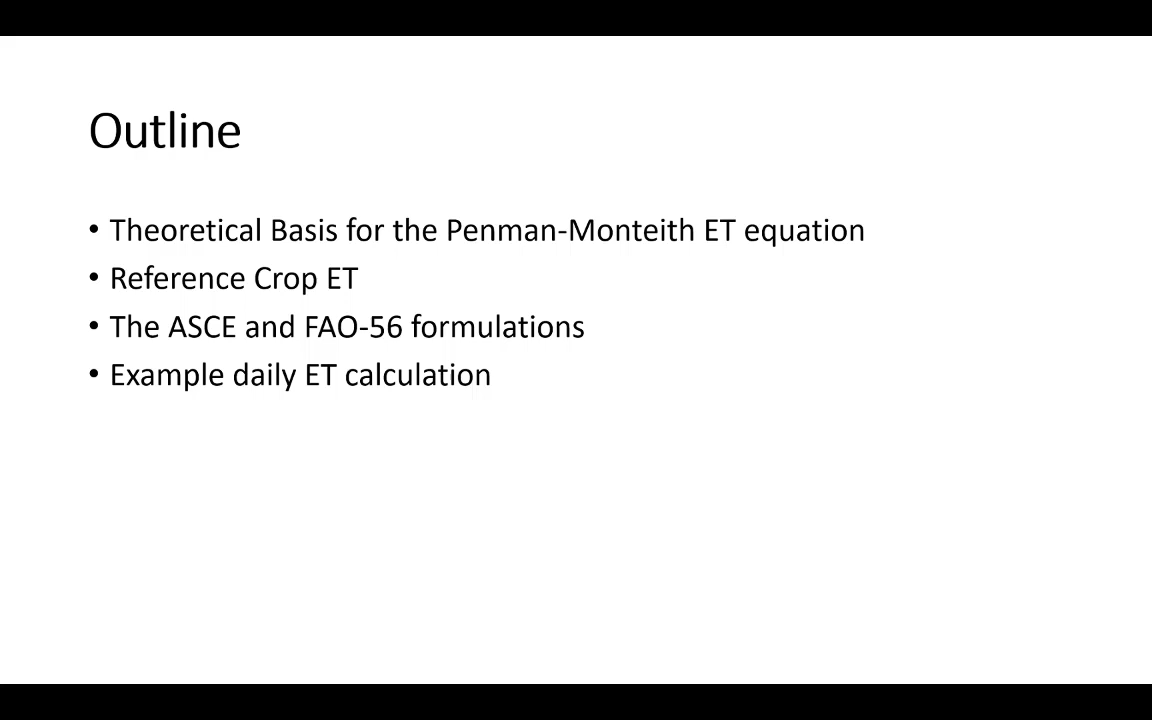 Outline
• Theoretical Basis for the Penman-Monteith ET equation
• Reference Crop ET
• The ASCE and FAO-56 formulations
• Example daily ET calculation